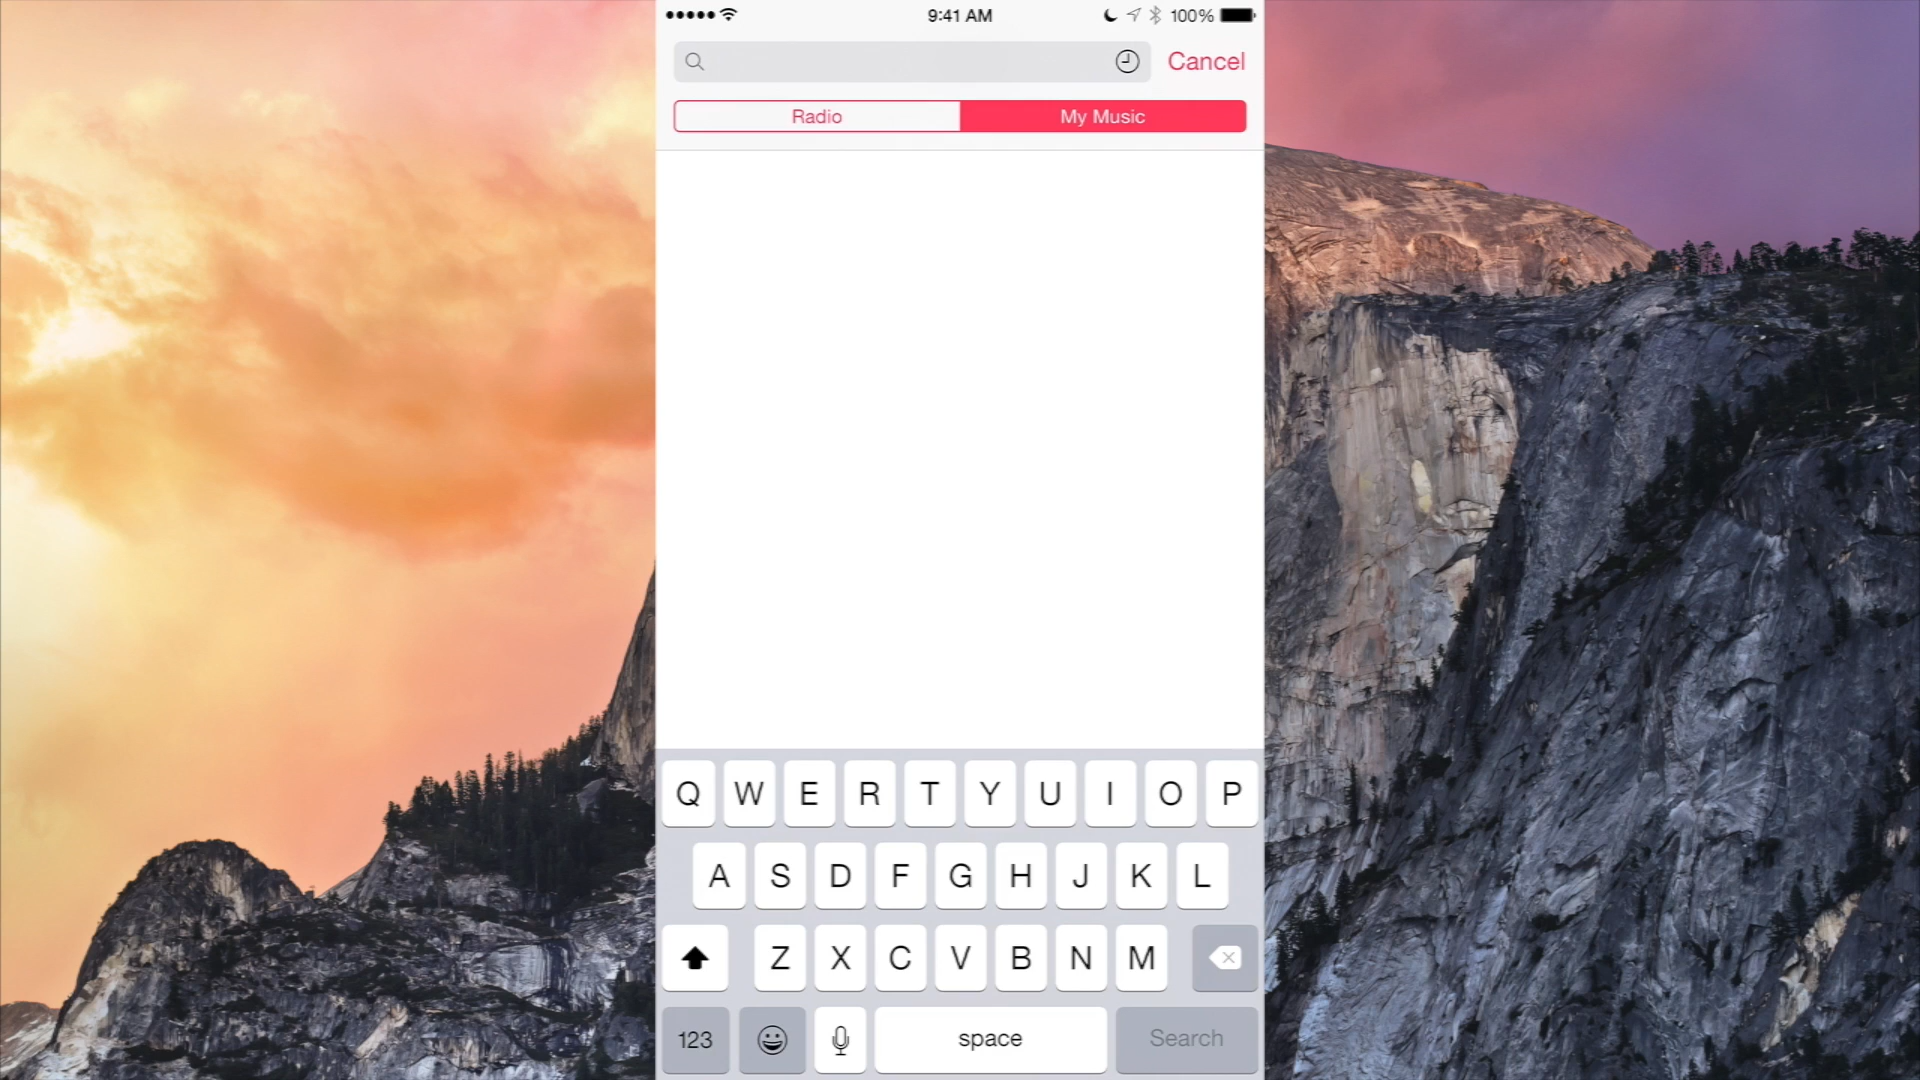 9:41 AM 100%
Cancel
Radio My Music
Q W E R T Y U I O P
A S D F G H J K L
Z X C V B N M
123 space Search